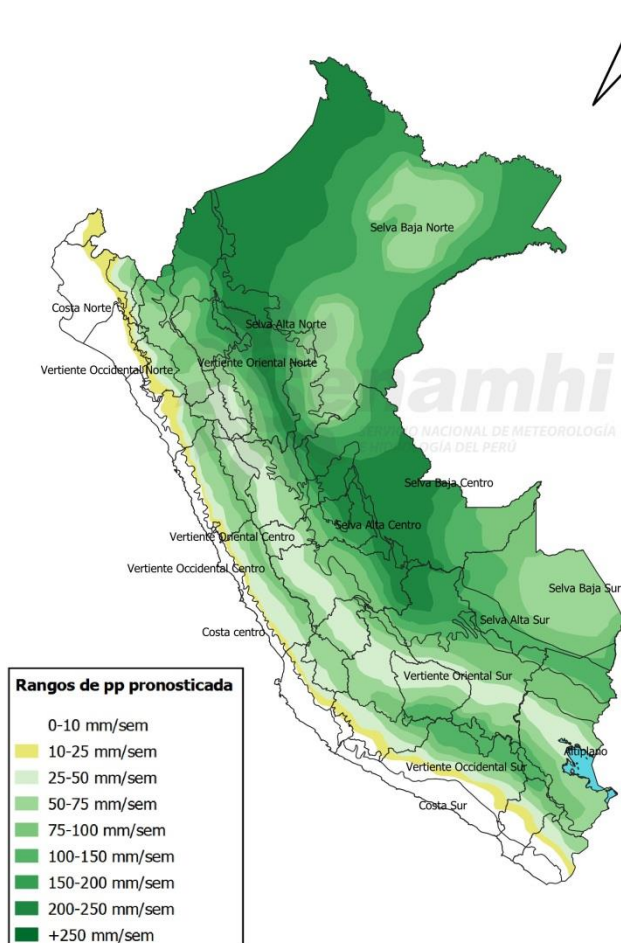 Selva Baja Norte
Costa Norte
Selva Alta Norte
Vertiente Oriental Norte
Vertiente Occidental Norte
enamhi
NACIONAL DE METEOROLOGÍA
DEL PERÚ
Selva Baja Centro
Selva Alta Centro
Vertiente Oriental Centro
Vertiente Occidental Centro
Selva Baja Sur
Selva Alta Sur
Costa centro
Vertiente Oriental Sur
Altiplano
Vertiente Occidental Sur
Costa Sur
Rangos de pp pronosticada
0-10 mm/sem
10-25 mm/sem
25-50 mm/sem
50-75 mm/sem
75-100 mm/sem
100-150 mm/sem
150-200 mm/sem
200-250 mm/sem
+250 mm/sem